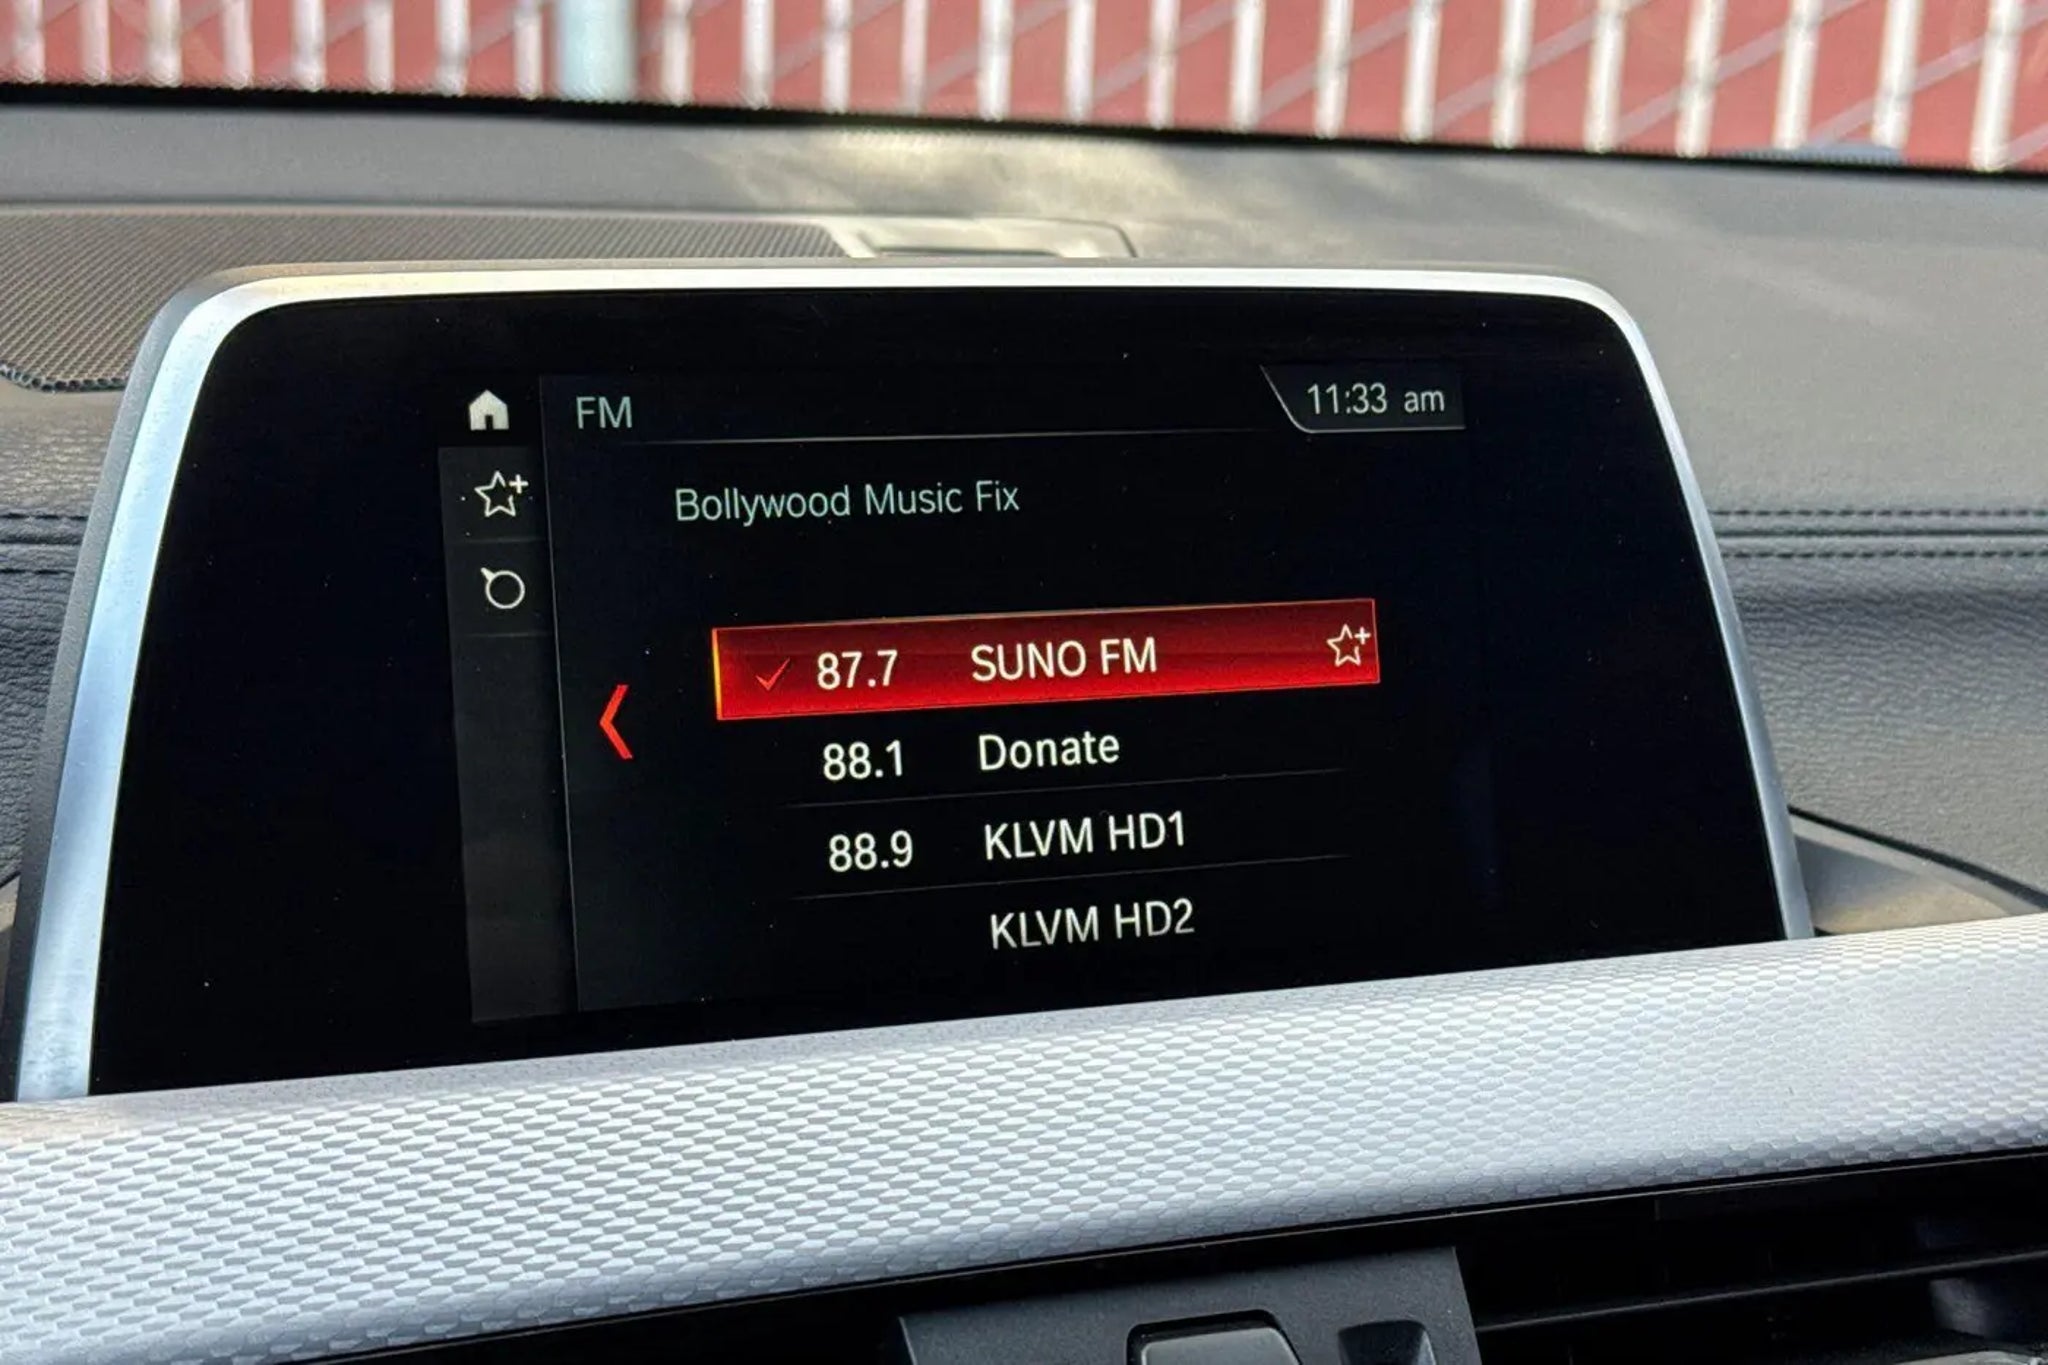 FM
11:33 am
Bollywood Music Fix
87.7 SUNO FM
88.1 Donate
88.9 KLVM HD1
KLVM HD2